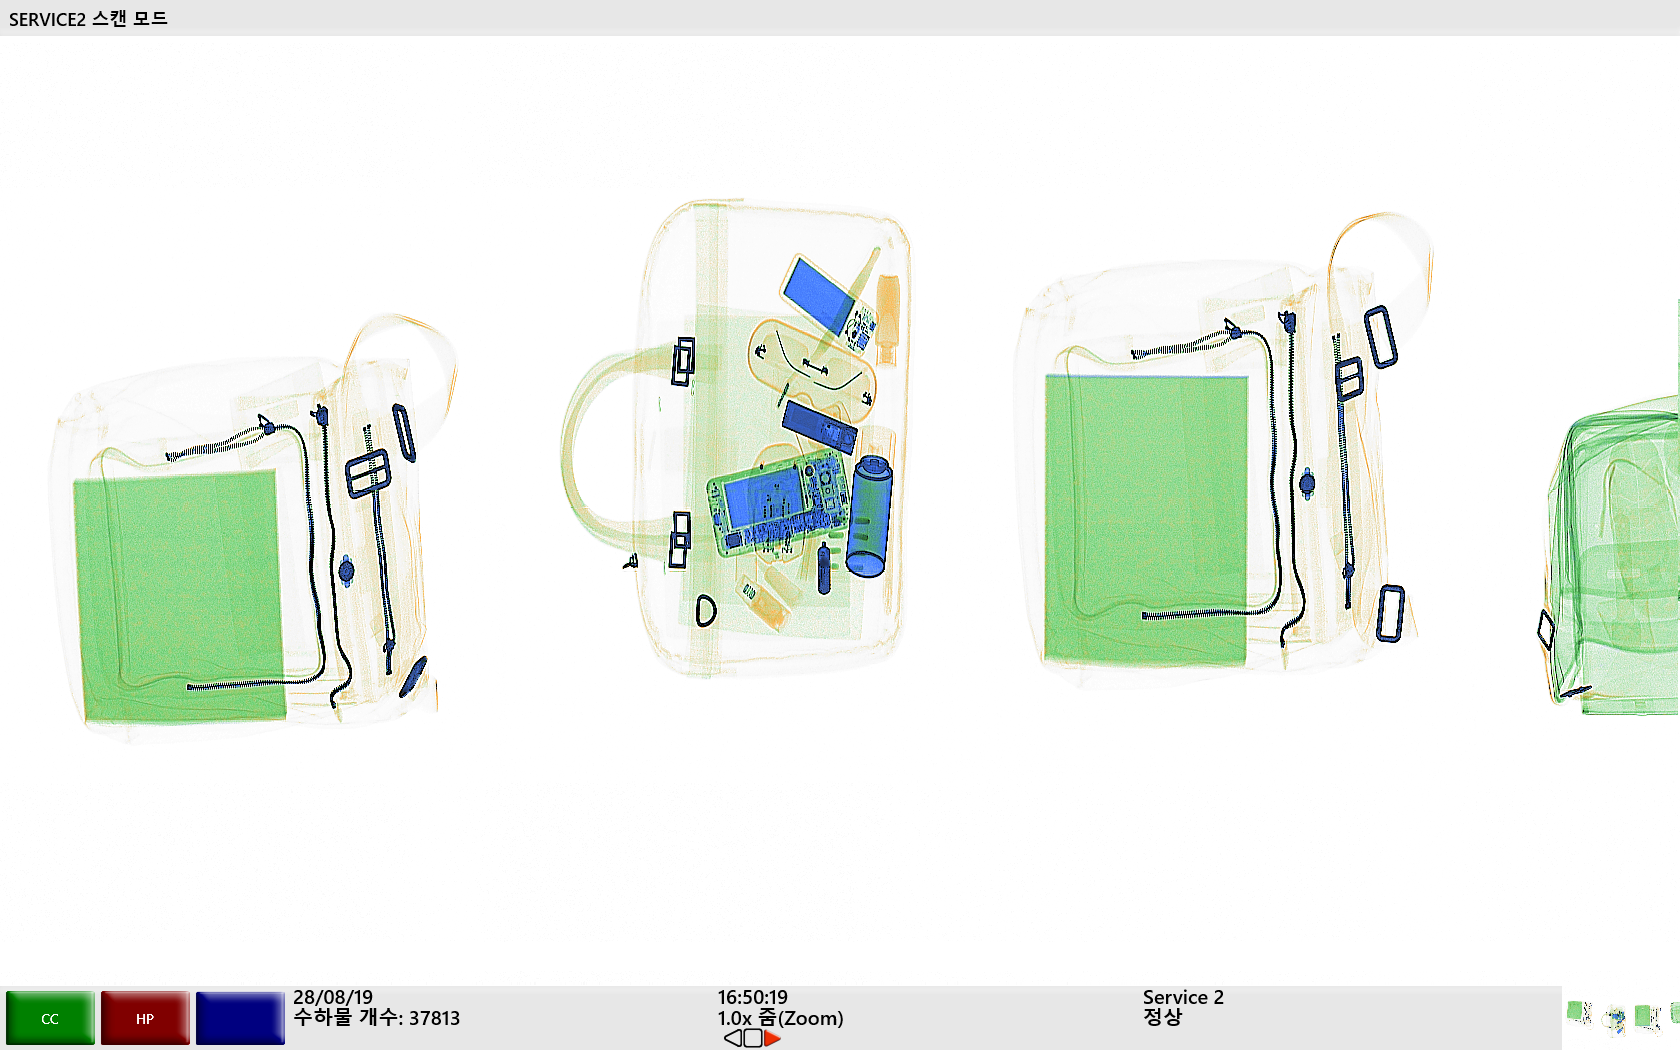 SERVICE2 스캔 모드
CC
HP
28/08/19
수하물 개수: 37813
16:50:19
1.0x 줌(Zoom)
Service 2
정상